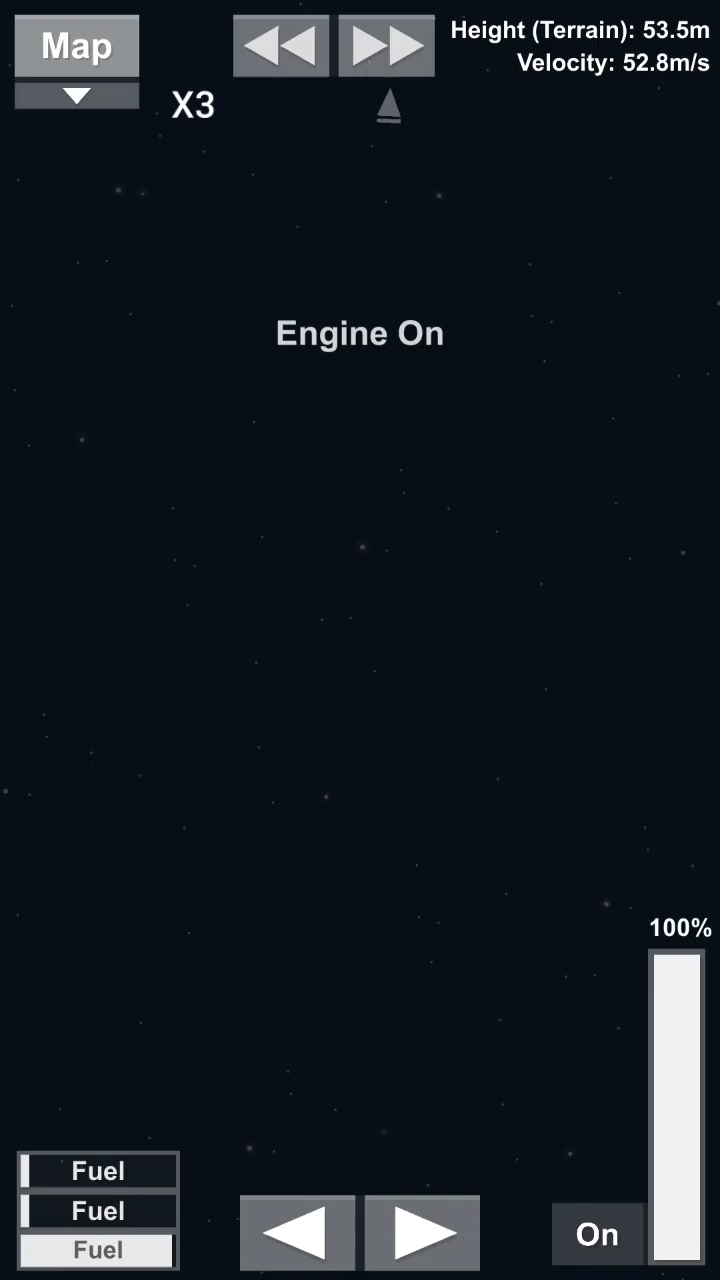 Map
Height (Terrain): 53.5m
Velocity: 52.8m/s
X3
Engine On
100%
Fuel
Fuel
Fuel
On